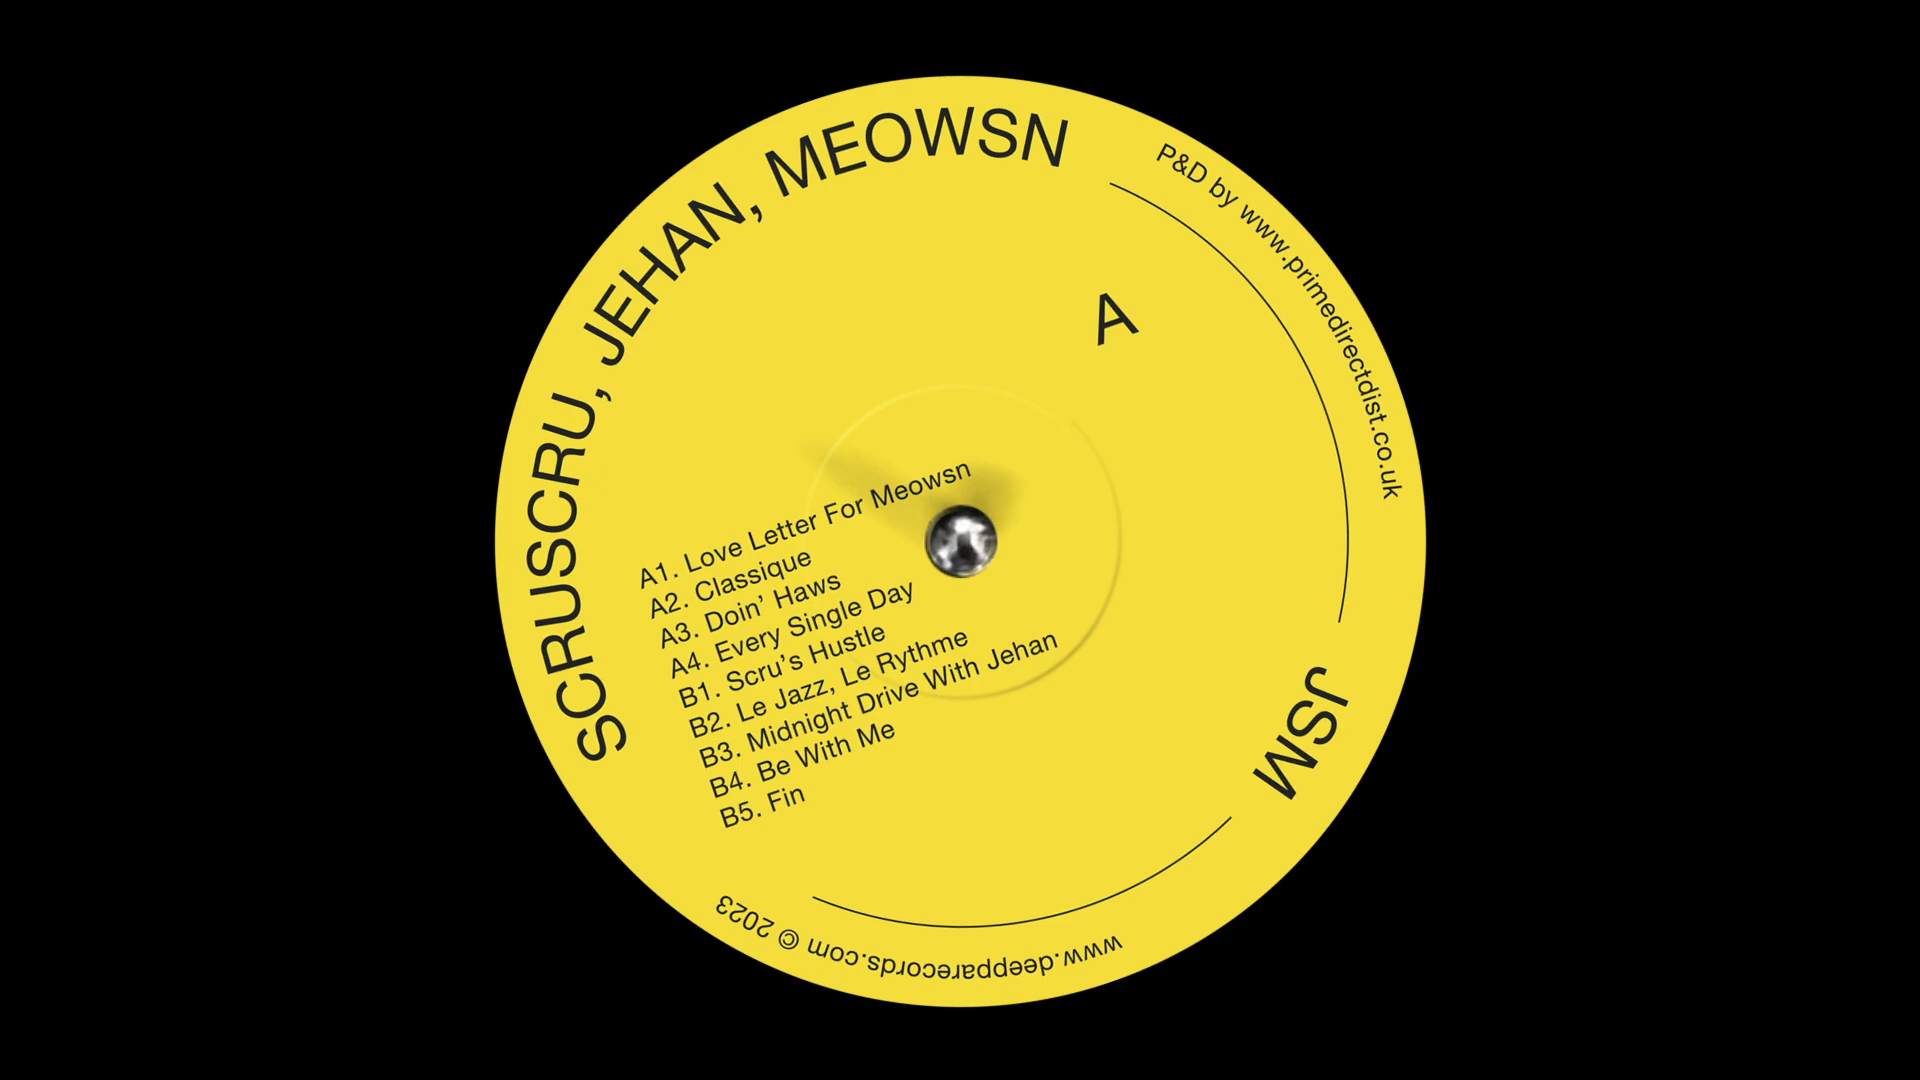 SCRUSCRU, JEHAN, MEOWSN
P&D by www.primedirectdist.co.uk
A
A1. Love Letter For Meowsn
A2. Classique
A3. Doin’ Haws
A4. Every Single Day
B1. Scru’s Hustle
B2. Le Jazz, Le Rythme
B3. Midnight Drive With Jehan
B4. Be With Me
B5. Fin
JSM
www.deepparecords.com © 2023